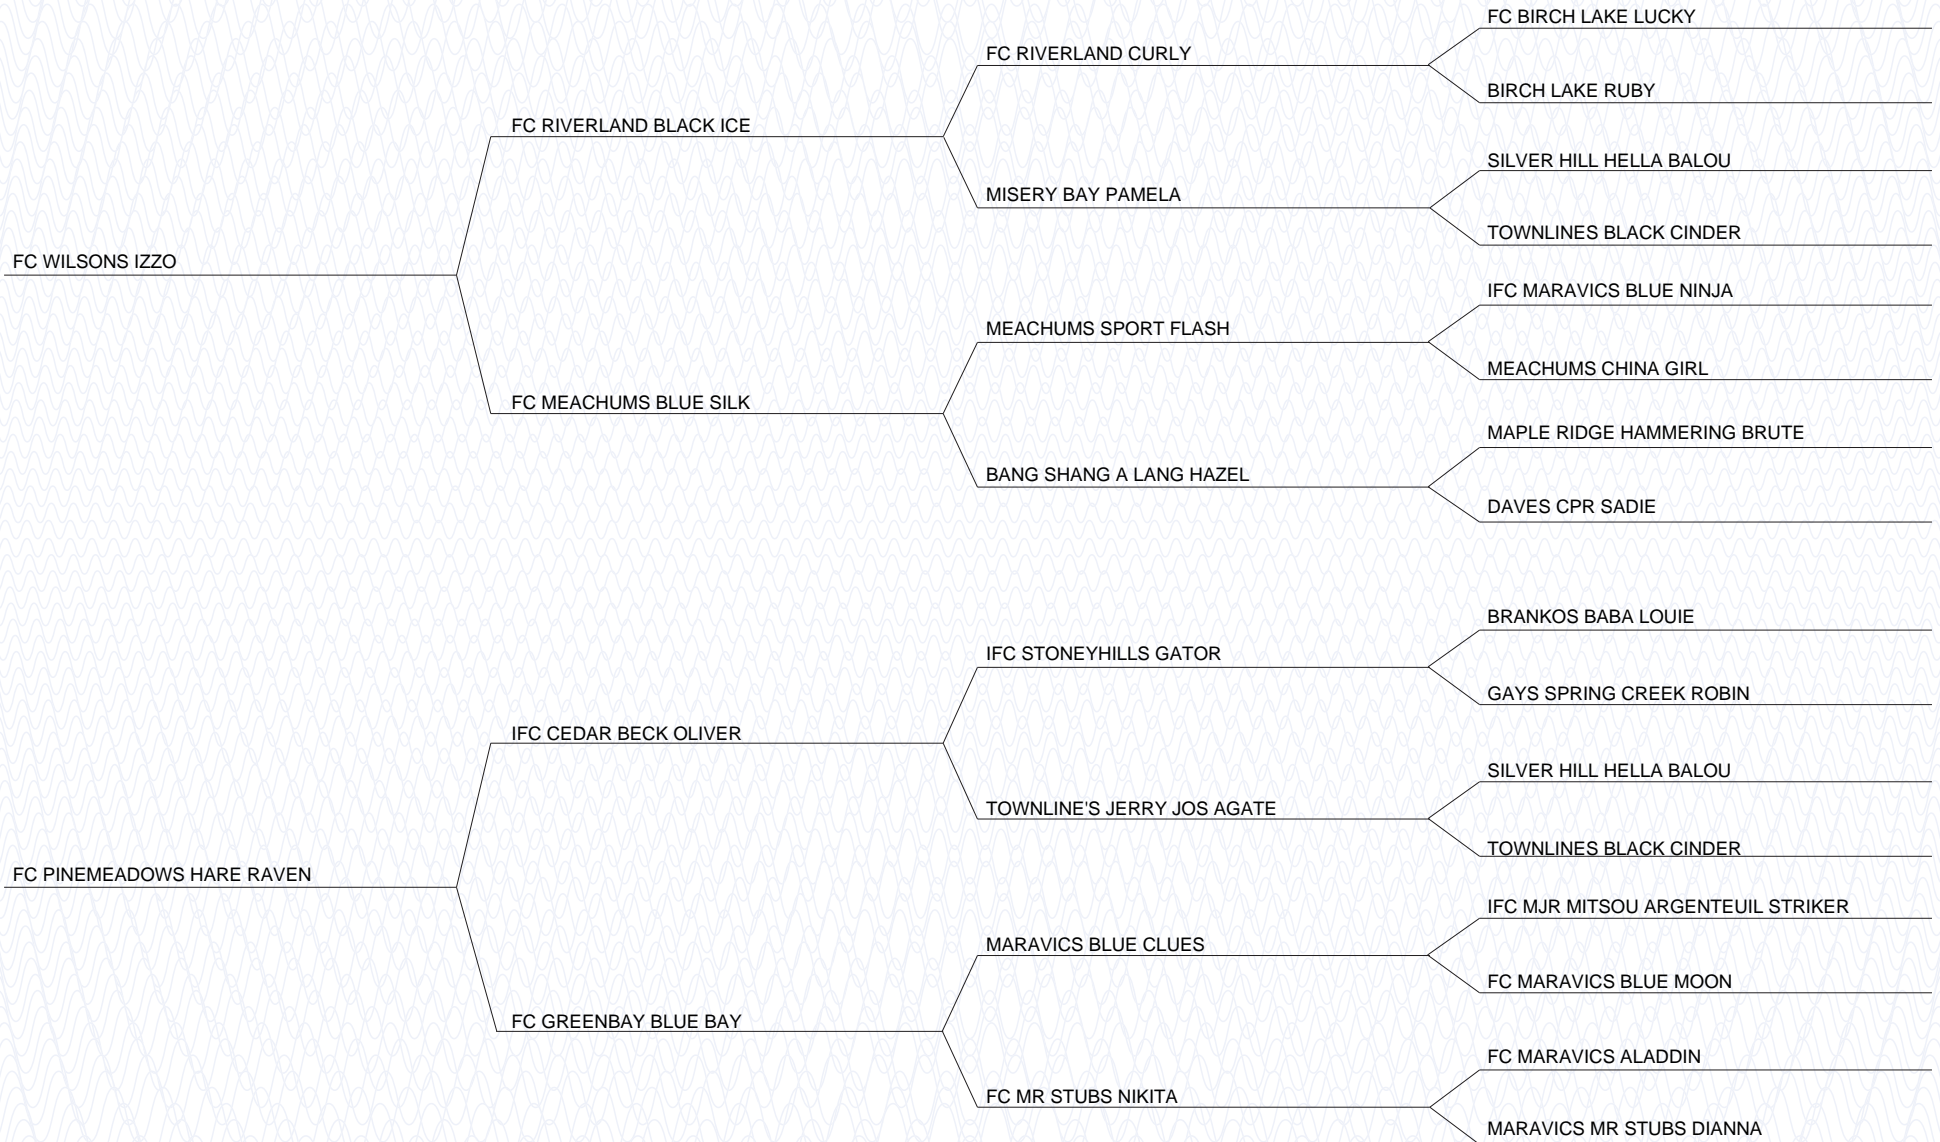 FC BIRCH LAKE LUCKY
FC RIVERLAND CURLY
BIRCH LAKE RUBY
FC RIVERLAND BLACK ICE
SILVER HILL HELLA BALOU
MISERY BAY PAMELA
TOWNLINES BLACK CINDER
FC WILSONS IZZO
IFC MARAVICS BLUE NINJA
MEACHUMS SPORT FLASH
MEACHUMS CHINA GIRL
FC MEACHUMS BLUE SILK
MAPLE RIDGE HAMMERING BRUTE
BANG SHANG A LANG HAZEL
DAVES CPR SADIE
BRANKOS BABA LOUIE
IFC STONEYHILLS GATOR
GAYS SPRING CREEK ROBIN
IFC CEDAR BECK OLIVER
SILVER HILL HELLA BALOU
TOWNLINE'S JERRY JOS AGATE
TOWNLINES BLACK CINDER
FC PINEMEADOWS HARE RAVEN
IFC MJR MITSOU ARGENTEUIL STRIKER
MARAVICS BLUE CLUES
FC MARAVICS BLUE MOON
FC GREENBAY BLUE BAY
FC MARAVICS ALADDIN
FC MR STUBS NIKITA
MARAVICS MR STUBS DIANNA